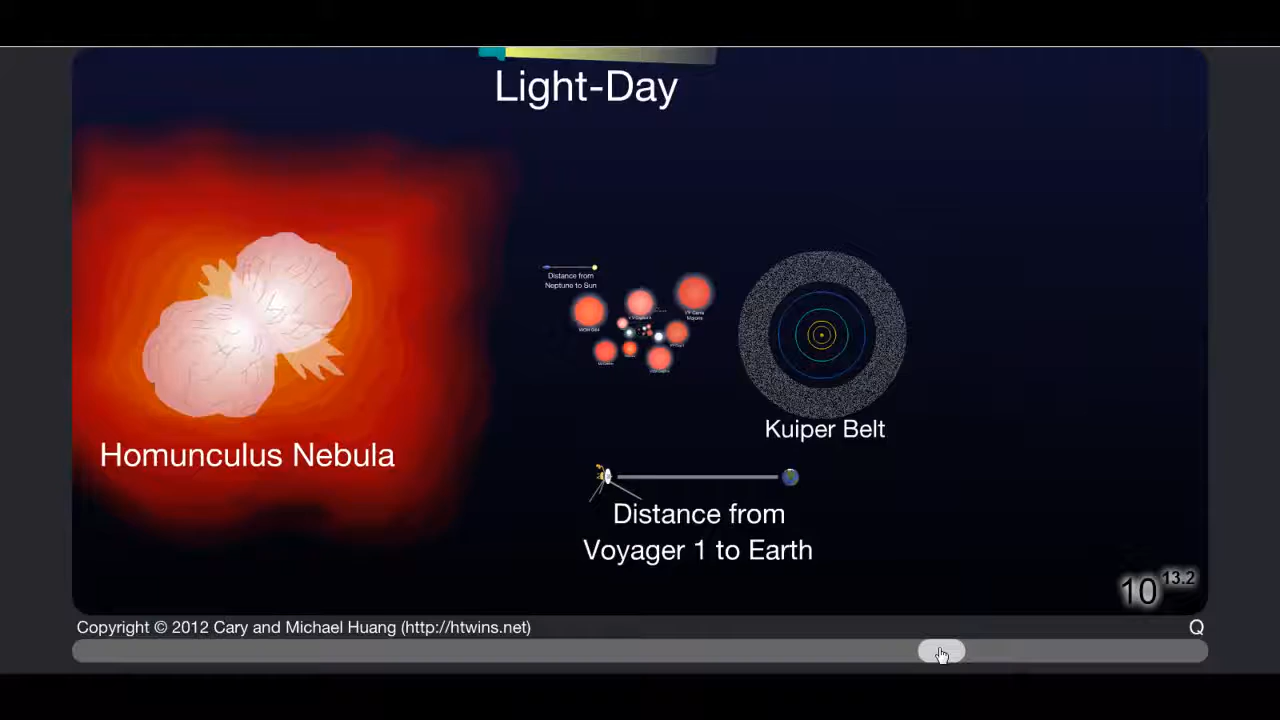 Light-Day
Distance from
Neptune to Sun
Homunculus Nebula
Kuiper Belt
Distance from
Voyager 1 to Earth
10^13.2
Copyright © 2012 Cary and Michael Huang (http://htwins.net)
Q